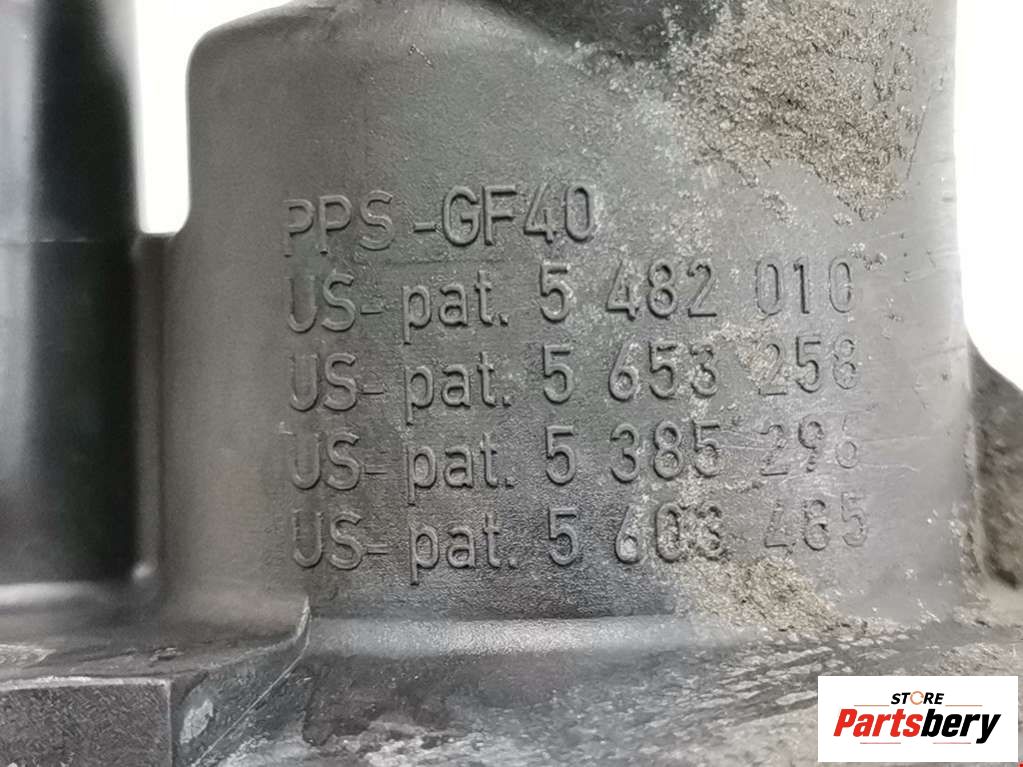 PPS-GF40
US-pat. 5 482 010
US-pat. 5 653 258
US-pat. 5 385 296
US-pat. 5 603 485
STORE
Partsbery